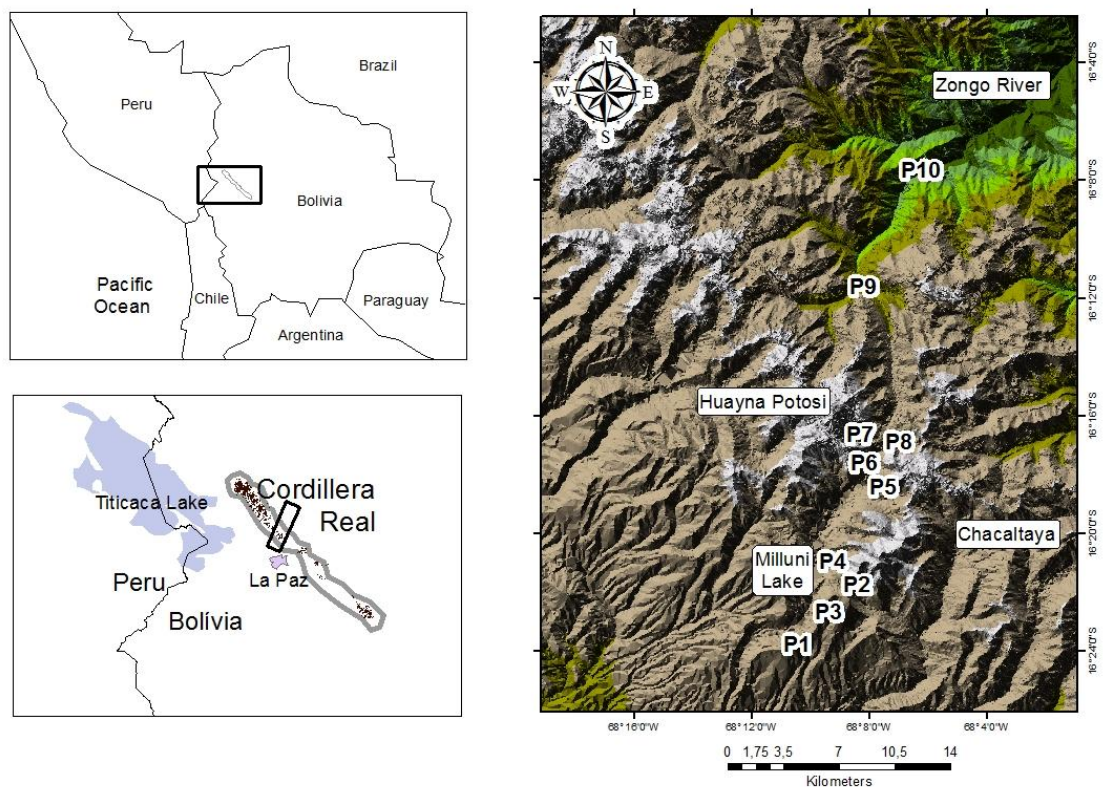 Brazil
Peru
Bolivia
Pacific
Ocean
Chile
Paraguay
Argentina
Titicaca Lake
Cordillera
Real
La Paz
Peru
Bolívia
N
W E
S
Zongo River
P10
P9
Huayna Potosi
P7
P8
P6
P5
Chacaltaya
Milluni
Lake
P4
P2
P3
P1
16°4'0"S
16°8'0"S
16°12'0"S
16°16'0"S
16°20'0"S
16°24'0"S
68°16'0"W
68°12'0"W
68°8'0"W
68°4'0"W
0 1,75 3,5 7 10,5 14
Kilometers